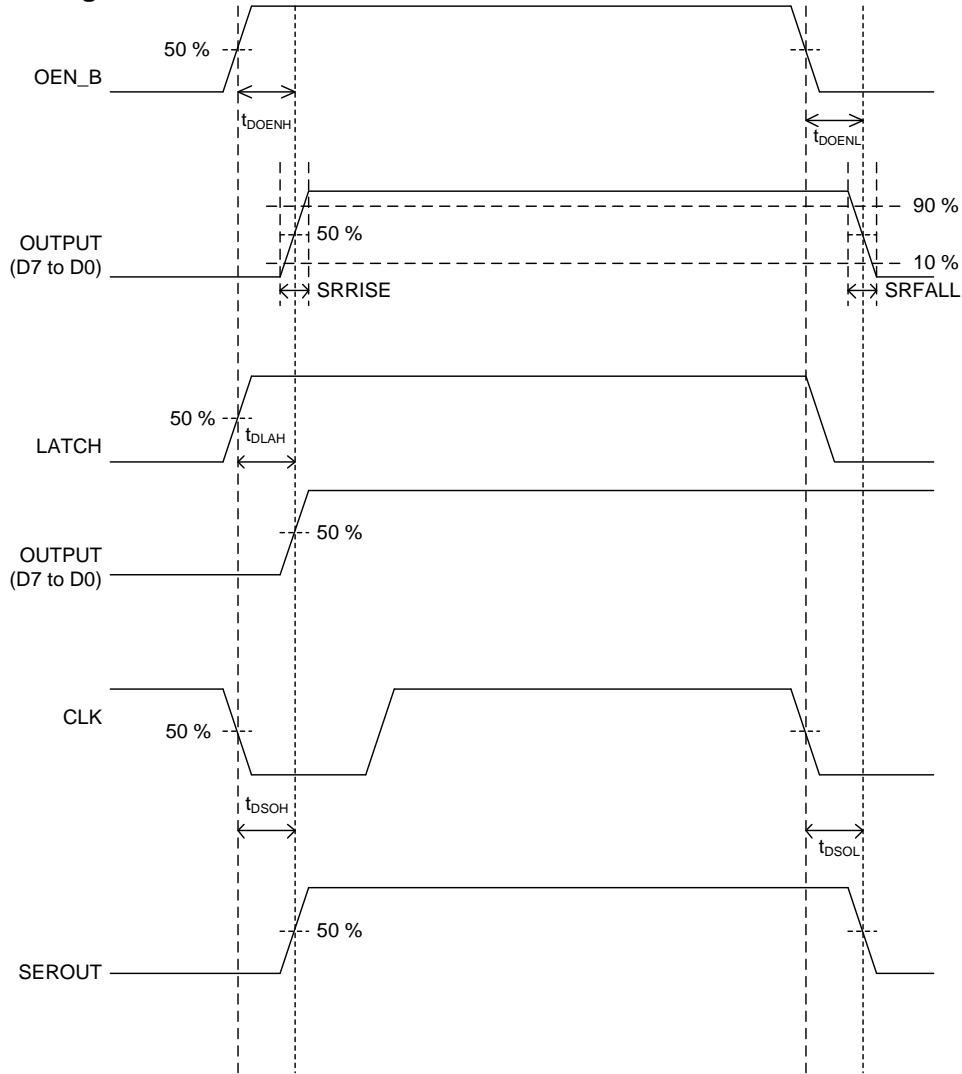 50 %
OEN_B
tDOENH
tDOENL
90 %
50 %
OUTPUT
(D7 to D0)
10 %
SRRISE
SRFALL
50 %
tDLAH
LATCH
50 %
OUTPUT
(D7 to D0)
CLK
50 %
tDSOH
tDSOL
50 %
SEROUT